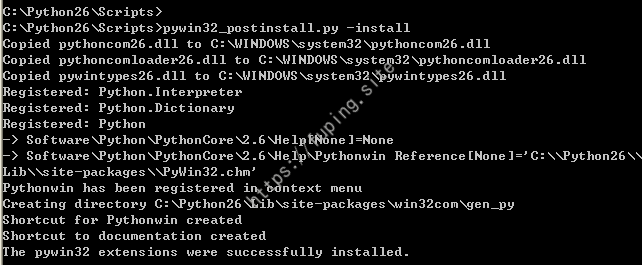 C:\Python26\Scripts>
C:\Python26\Scripts>pywin32_postinstall.py -install
Copied pythoncom26.dll to C:\WINDOWS\system32\pythoncom26.dll
Copied pythoncomloader26.dll to C:\WINDOWS\system32\pythoncomloader26.dll
Copied pywintypes26.dll to C:\WINDOWS\system32\pywintypes26.dll
Registered: Python.Interpreter
Registered: Python.Dictionary
Registered: Python
-> Software\Python\PythonCore\2.6\Help[None]=None
-> Software\Python\PythonCore\2.6\Help\Pythonwin Reference[None]='C:\\Python26\\
Lib\\site-packages\\PyWin32.chm'
Pythonwin has been registered in context menu
Creating directory C:\Python26\Lib\site-packages\win32com\gen_py
Shortcut for Pythonwin created
Shortcut to documentation created
The pywin32 extensions were successfully installed.
https://fuping.site